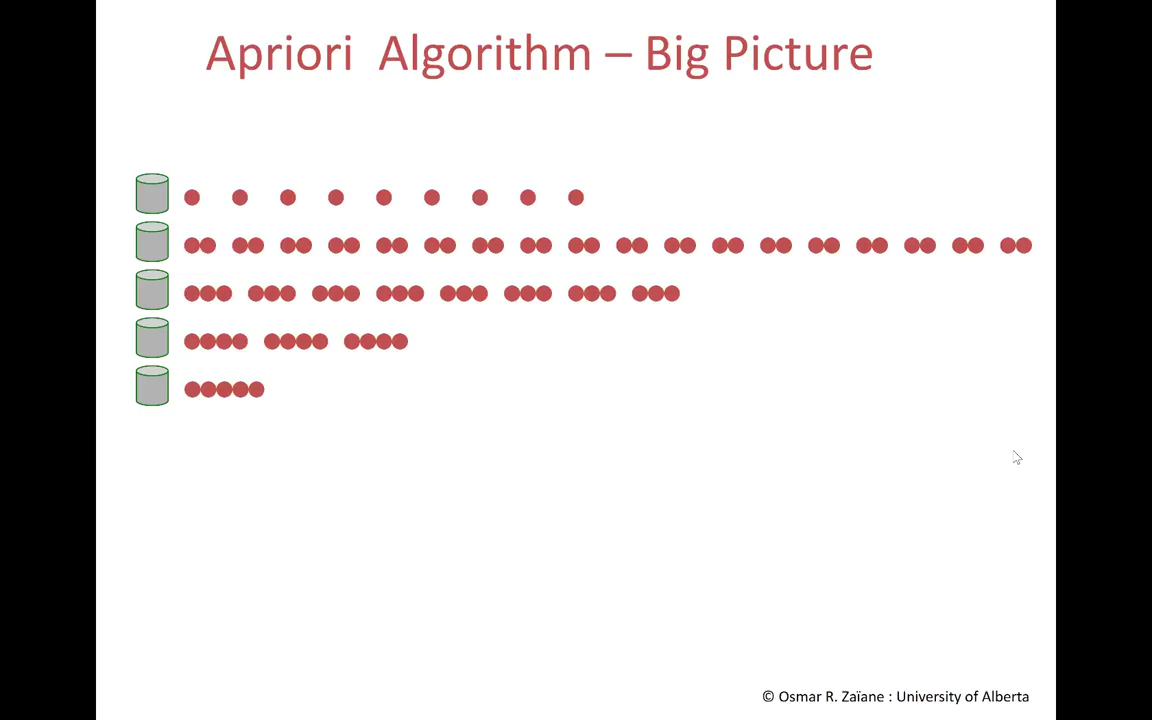 Apriori Algorithm – Big Picture
© Osmar R. Zaïane : University of Alberta